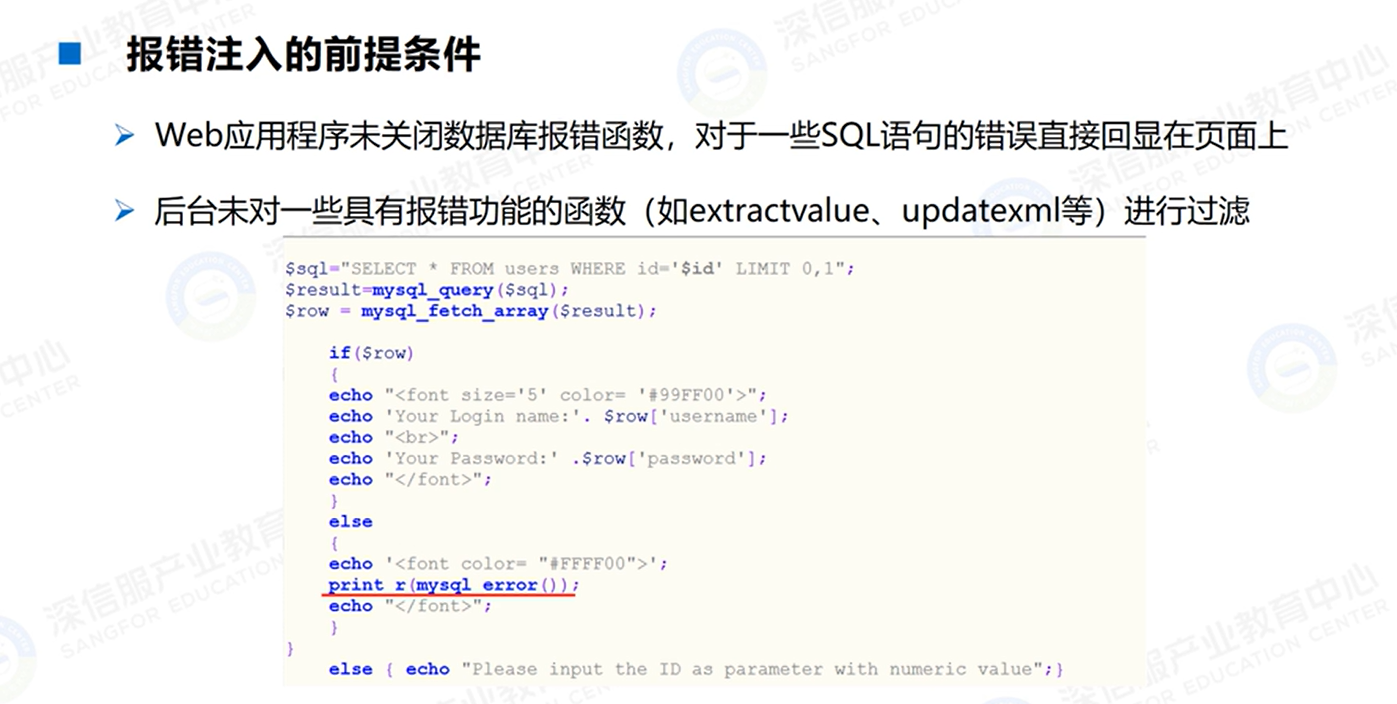 报错注入的前提条件
Web应用程序未关闭数据库报错函数，对于一些SQL语句的错误直接回显在页面上
后台未对一些具有报错功能的函数（如extractvalue、updatexml等）进行过滤
$sql="SELECT * FROM users WHERE id='$id' LIMIT 0,1";
$result=mysql_query($sql);
$row = mysql_fetch_array($result);
if($row)
{
echo "<font size='5' color= '#99FF00'>";
echo 'Your Login name:'. $row['username'];
echo "<br>";
echo 'Your Password:' .$row['password'];
echo "</font>";
}
else
{
echo '<font color= "#FFFF00">';
print_r(mysql_error());
echo "</font>";
}
}
else { echo "Please input the ID as parameter with numeric value";}
深信服产业教育中心
SANGFOR EDUCATION CENTER